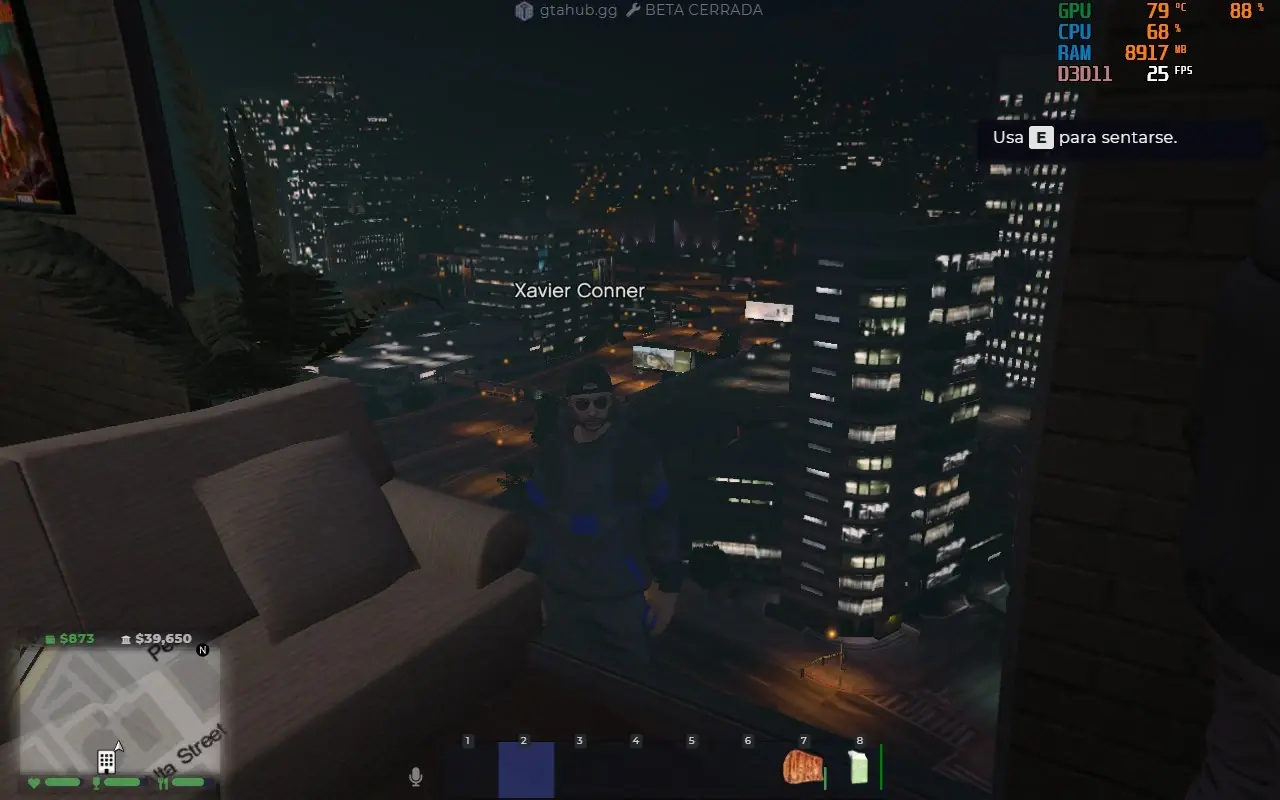 gtahub.gg BETA CERRADA
GPU 79 °C 88 %
CPU 68 %
RAM 8917 MB
D3D11 25 FPS
Usa E para sentarse.
Xavier Conner
$873 $39,650
N
1 2 3 4 5 6 7 8